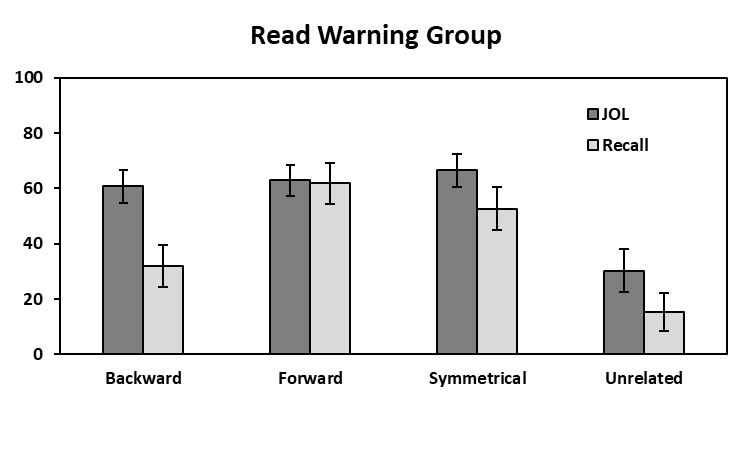 Read Warning Group
100
80
60
40
20
0
JOL
Recall
Backward
Forward
Symmetrical
Unrelated